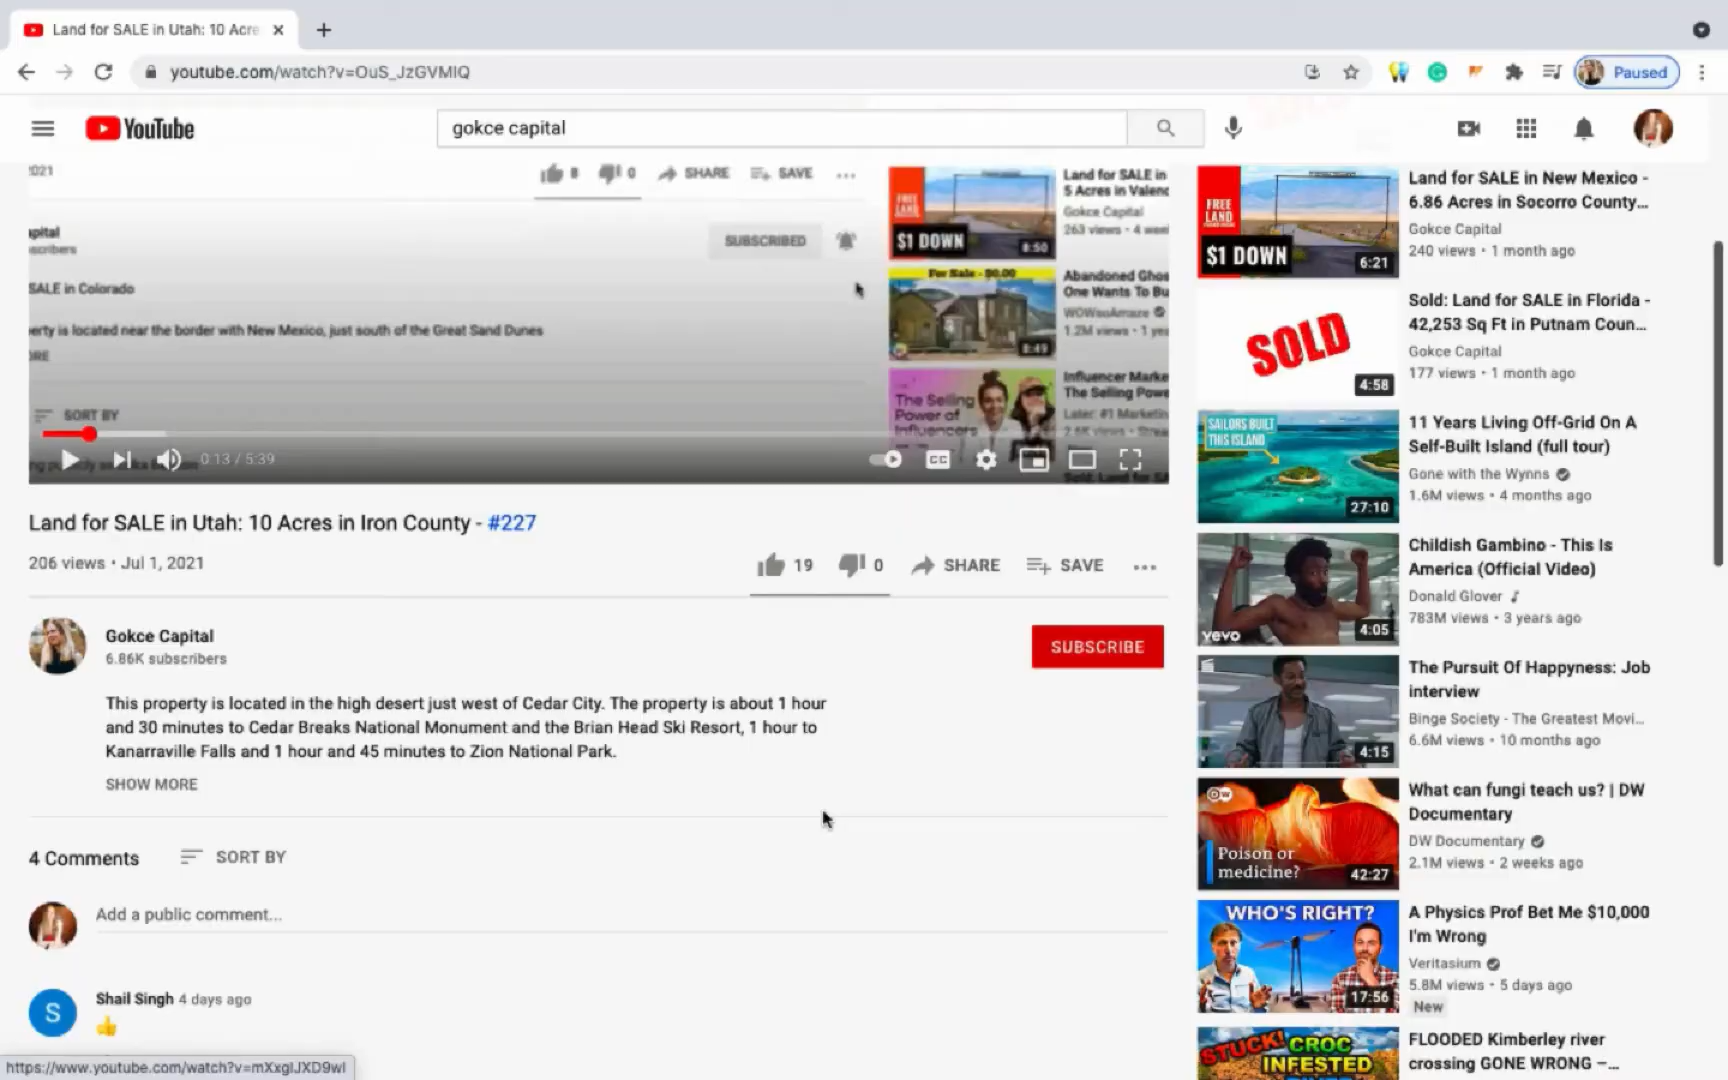 Land for SALE in Utah: 10 Acre
youtube.com/watch?v=OuS_JzGVMIQ
Paused
YouTube
gokce capital
2021
8
0
SHARE
SAVE
apital
SUBSCRIBED
SALE in Colorado
erty is located near the border with New Mexico, just south of the Great Sand Dunes
ORE
SORT BY
0:13 / 5:39
CC
FREE
LAND
$1 DOWN
8:50
Land for SALE in
5 Acres in Valenc
Gokce Capital
263 views • 4 wee
For Sale - $0.00
8:49
Abandoned Ghos
One Wants To Bu
WOWsoAmaze
1.2M views • 1 ye
The Selling
Power of
Influencers
Influencer Marke
The Selling Powe
Later: #1 Marketi
Land for SALE in Utah: 10 Acres in Iron County - #227
206 views • Jul 1, 2021
19
0
SHARE
SAVE
Gokce Capital
6.86K subscribers
SUBSCRIBE
This property is located in the high desert just west of Cedar City. The property is about 1 hour
and 30 minutes to Cedar Breaks National Monument and the Brian Head Ski Resort, 1 hour to
Kanarraville Falls and 1 hour and 45 minutes to Zion National Park.
SHOW MORE
4 Comments
SORT BY
Add a public comment...
S
Shail Singh 4 days ago
https://www.youtube.com/watch?v=mXxglJXD9wI
FREE
LAND
$1 DOWN
6:21
Land for SALE in New Mexico -
6.86 Acres in Socorro County...
Gokce Capital
240 views • 1 month ago
SOLD
4:58
Sold: Land for SALE in Florida -
42,253 Sq Ft in Putnam Coun...
Gokce Capital
177 views • 1 month ago
SAILORS BUILT
THIS ISLAND
27:10
11 Years Living Off-Grid On A
Self-Built Island (full tour)
Gone with the Wynns
1.6M views • 4 months ago
vevo
4:05
Childish Gambino - This Is
America (Official Video)
Donald Glover
783M views • 3 years ago
4:15
The Pursuit Of Happyness: Job
interview
Binge Society - The Greatest Movi...
6.6M views • 10 months ago
DW
Poison or
medicine?
42:27
What can fungi teach us? | DW
Documentary
DW Documentary
2.1M views • 2 weeks ago
WHO'S RIGHT?
17:56
A Physics Prof Bet Me $10,000
I'm Wrong
Veritasium
5.8M views • 5 days ago
New
STUCK! CROC
INFESTED
FLOODED Kimberley river
crossing GONE WRONG –...